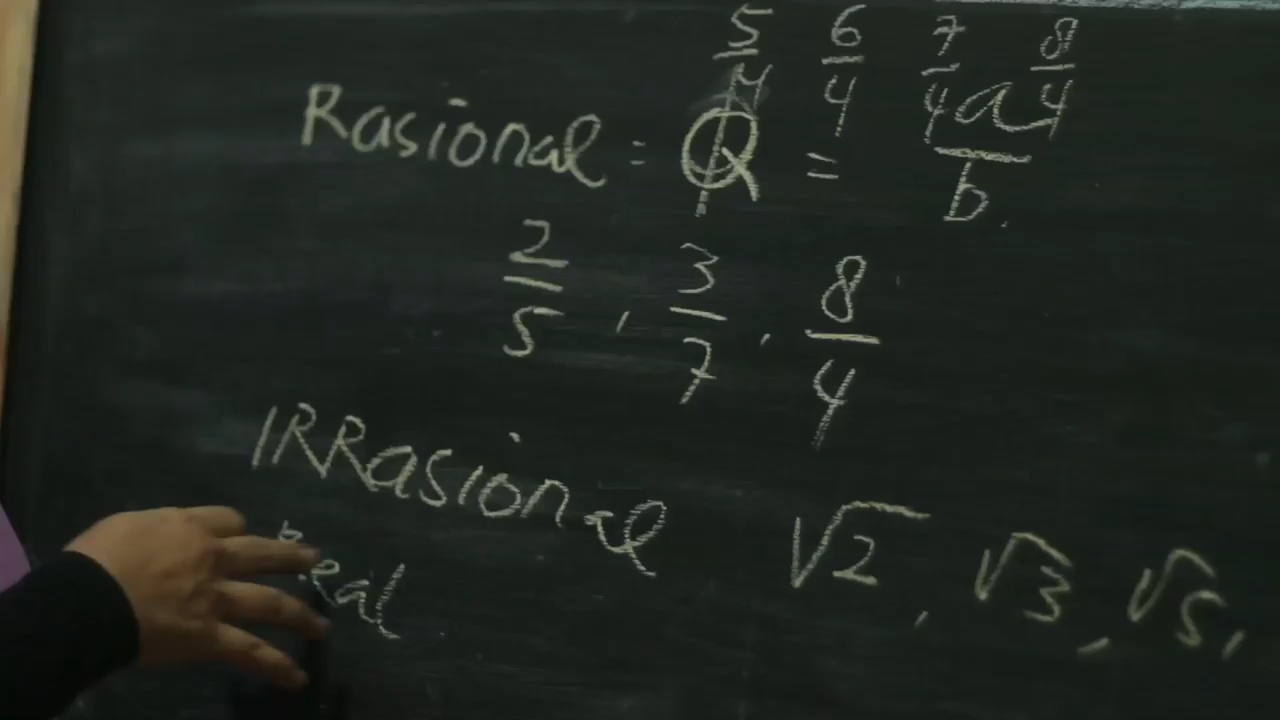 5/4 6/4 7/4 8/4
Rasional = Q = a/b.
2/5, 3/7, 8/4
IRRasional √2, √3, √5,
Real